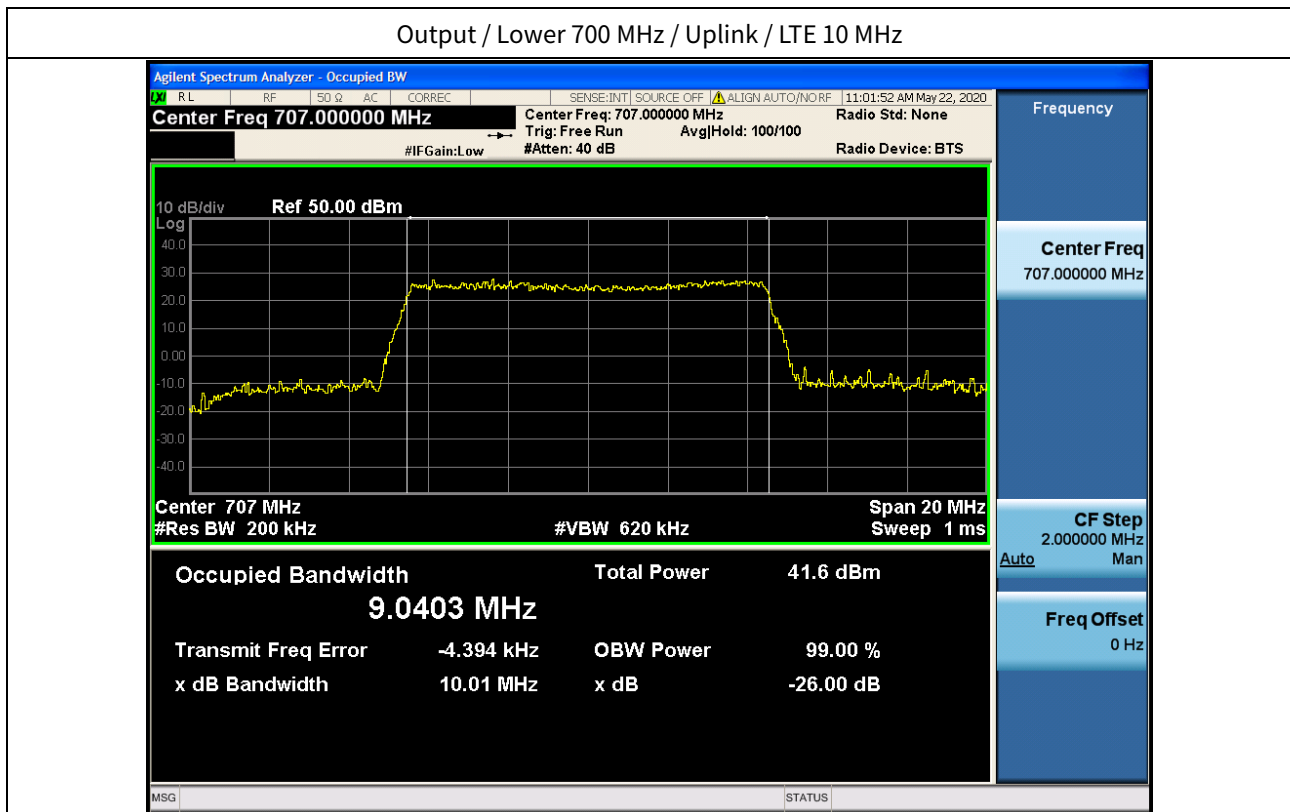 Output / Lower 700 MHz / Uplink / LTE 10 MHz
Agilent Spectrum Analyzer - Occupied BW
LXI RL RF 50 Ω AC CORREC SENSE:INT SOURCE OFF ALIGN AUTO/NO RF 11:01:52 AM May 22, 2020
Center Freq 707.000000 MHz
Center Freq: 707.000000 MHz Radio Std: None
Trig: Free Run Avg|Hold: 100/100
#IFGain:Low #Atten: 40 dB Radio Device: BTS
10 dB/div Ref 50.00 dBm
Log
40.0
30.0
20.0
10.0
0.00
-10.0
-20.0
-30.0
-40.0
Center 707 MHz Span 20 MHz
#Res BW 200 kHz #VBW 620 kHz Sweep 1 ms
Occupied Bandwidth Total Power 41.6 dBm
9.0403 MHz
Transmit Freq Error -4.394 kHz OBW Power 99.00 %
x dB Bandwidth 10.01 MHz x dB -26.00 dB
Frequency
Center Freq
707.000000 MHz
CF Step
2.000000 MHz
Auto Man
Freq Offset
0 Hz
MSG STATUS